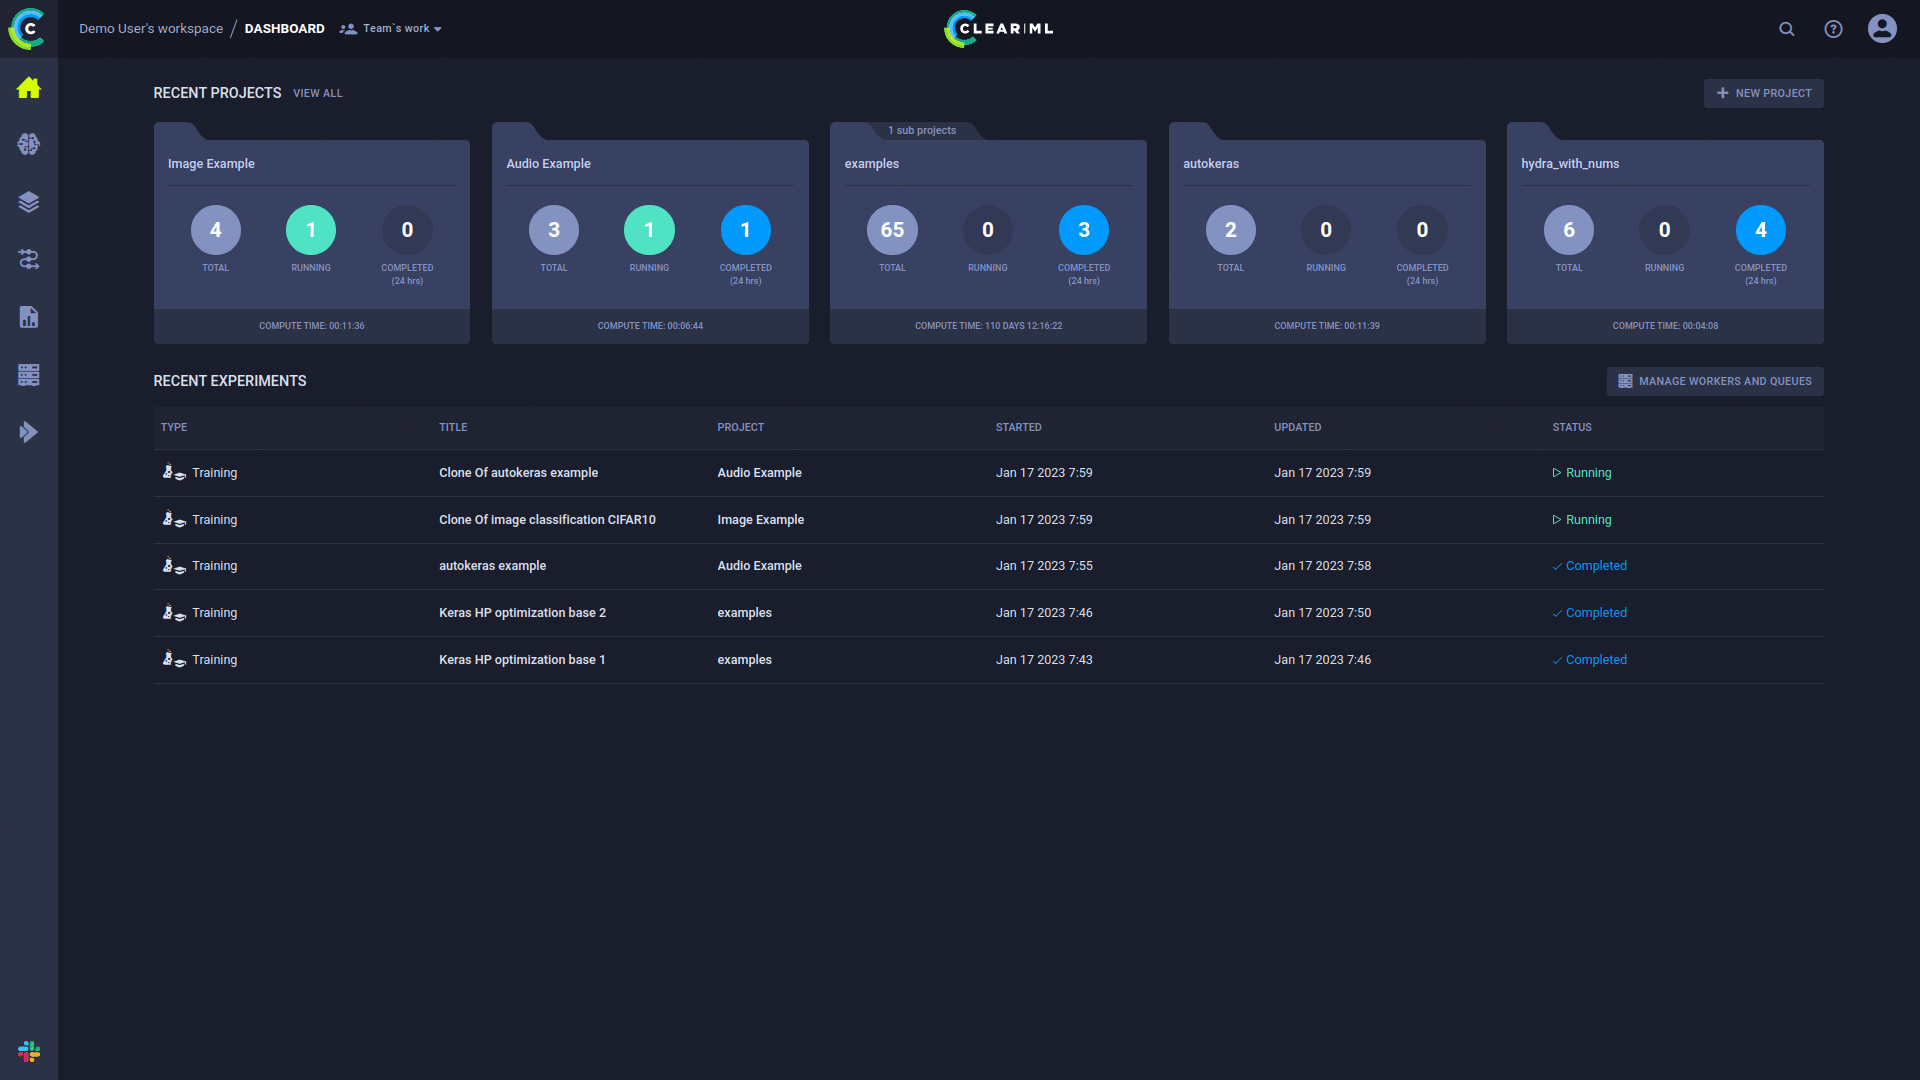 Demo User's workspace / DASHBOARD Team`s work
C CLEAR|ML
RECENT PROJECTS VIEW ALL
NEW PROJECT
Image Example
4 1 0
TOTAL RUNNING COMPLETED
(24 hrs)
COMPUTE TIME: 00:11:36
Audio Example
3 1 1
TOTAL RUNNING COMPLETED
(24 hrs)
COMPUTE TIME: 00:06:44
1 sub projects
examples
65 0 3
TOTAL RUNNING COMPLETED
(24 hrs)
COMPUTE TIME: 110 DAYS 12:16:22
autokeras
2 0 0
TOTAL RUNNING COMPLETED
(24 hrs)
COMPUTE TIME: 00:11:39
hydra_with_nums
6 0 4
TOTAL RUNNING COMPLETED
(24 hrs)
COMPUTE TIME: 00:04:08
RECENT EXPERIMENTS
MANAGE WORKERS AND QUEUES
TYPE TITLE PROJECT STARTED UPDATED STATUS
Training Clone Of autokeras example Audio Example Jan 17 2023 7:59 Jan 17 2023 7:59 Running
Training Clone Of image classification CIFAR10 Image Example Jan 17 2023 7:59 Jan 17 2023 7:59 Running
Training autokeras example Audio Example Jan 17 2023 7:55 Jan 17 2023 7:58 Completed
Training Keras HP optimization base 2 examples Jan 17 2023 7:46 Jan 17 2023 7:50 Completed
Training Keras HP optimization base 1 examples Jan 17 2023 7:43 Jan 17 2023 7:46 Completed